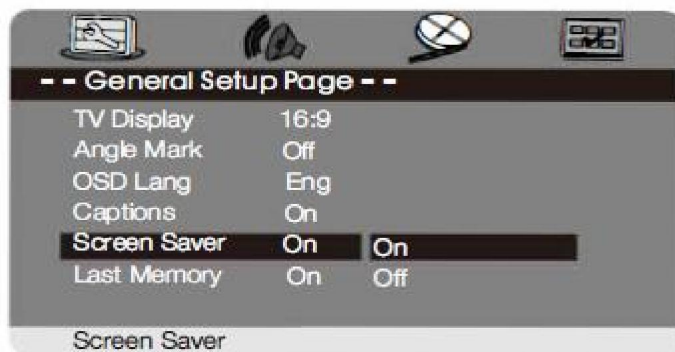 - - General Setup Page - -
TV Display 16:9
Angle Mark Off
OSD Lang Eng
Captions On
Screen Saver On On
Last Memory On Off
Screen Saver